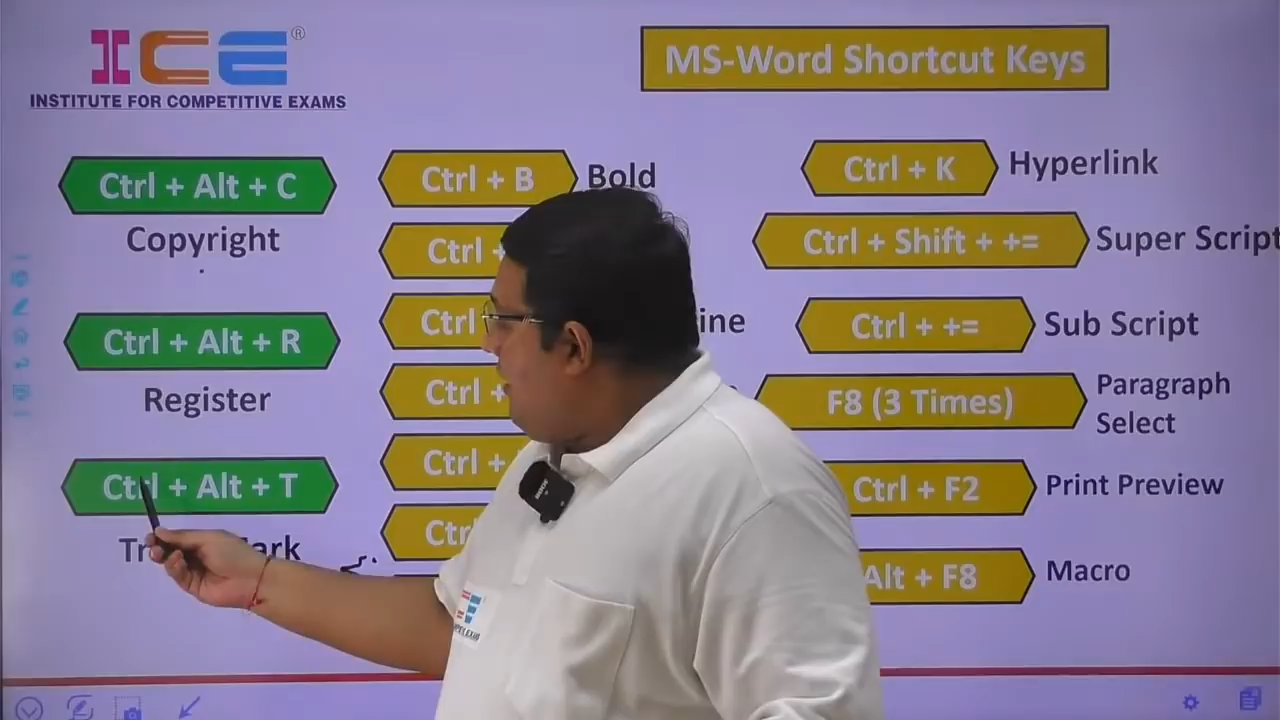 ICE®
INSTITUTE FOR COMPETITIVE EXAMS
MS-Word Shortcut Keys
Ctrl + Alt + C
Copyright
Ctrl + Alt + R
Register
Ctrl + Alt + T
Ctrl + B
Bold
Ctrl +
Ctrl
ine
Ctrl +
Ctrl +
Ctrl
Ctrl + K
Hyperlink
Ctrl + Shift + +=
Super Script
Ctrl + +=
Sub Script
F8 (3 Times)
Paragraph
Select
Ctrl + F2
Print Preview
Alt + F8
Macro